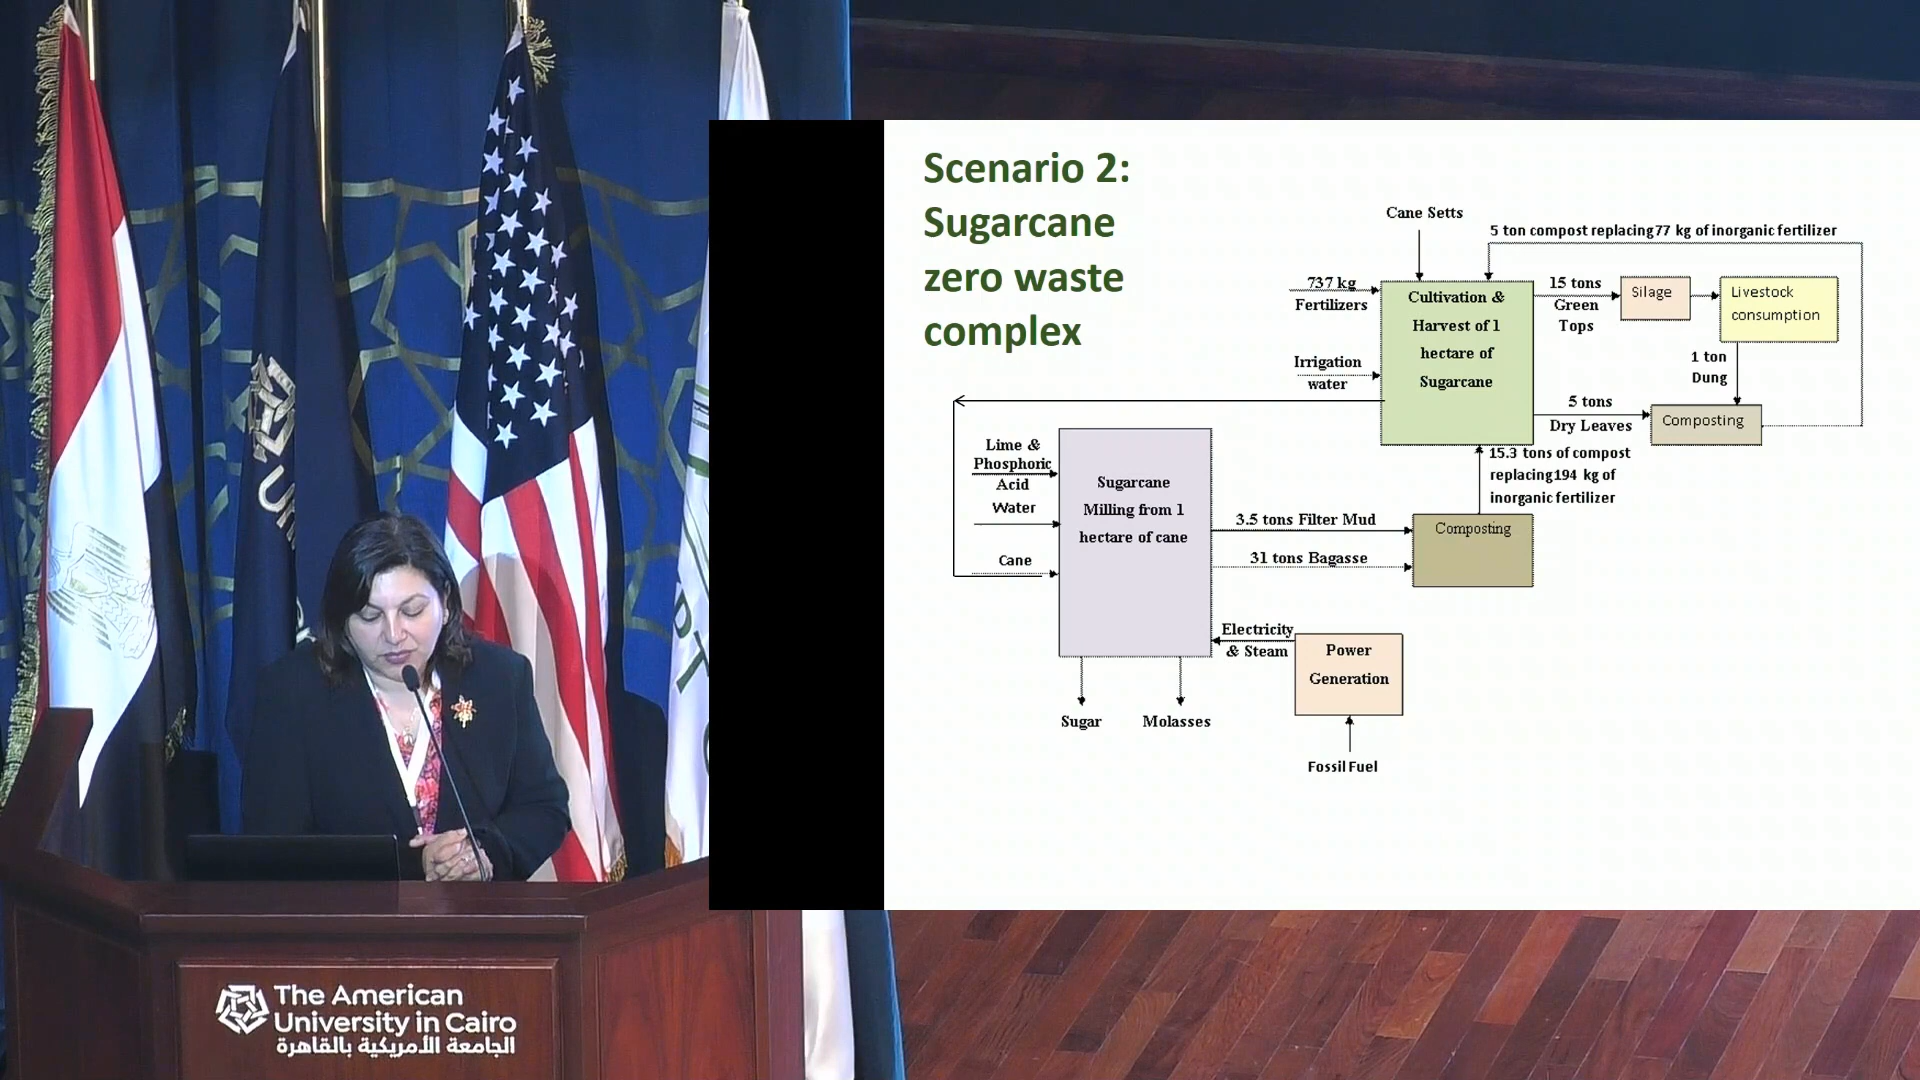 Scenario 2:
Sugarcane
zero waste
complex
Cane Setts
5 ton compost replacing77 kg of inorganic fertilizer
737 kg
Fertilizers
Irrigation
water
Cultivation &
Harvest of 1
hectare of
Sugarcane
15 tons
Green
Tops
Silage
Livestock
consumption
1 ton
Dung
5 tons
Dry Leaves
Composting
15.3 tons of compost
replacing194 kg of
inorganic fertilizer
Lime &
Phosphoric
Acid
Water
Cane
Sugarcane
Milling from 1
hectare of cane
3.5 tons Filter Mud
31 tons Bagasse
Composting
Electricity
& Steam
Power
Generation
Sugar
Molasses
Fossil Fuel
The American
University in Cairo
الجامعة الأمريكية بالقاهرة